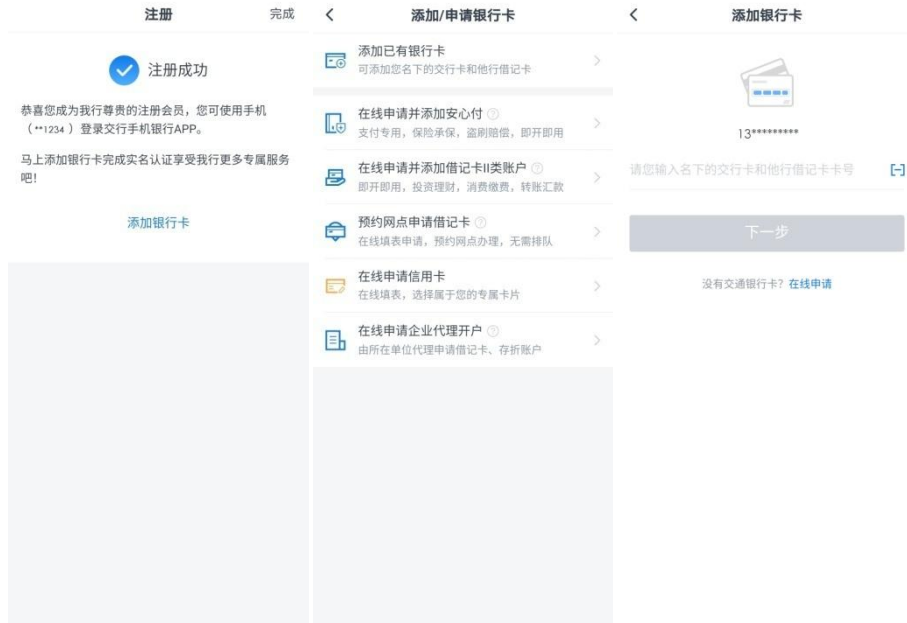 注册
完成
注册成功
恭喜您成为我行尊贵的注册会员，您可使用手机
（**1234 ）登录交行手机银行APP。
马上添加银行卡完成实名认证享受我行更多专属服务
吧！
添加银行卡
添加/申请银行卡
添加已有银行卡
可添加您名下的交行卡和他行借记卡
在线申请并添加安心付
支付专用，保险承保，盗刷赔偿，即开即用
在线申请并添加借记卡II类账户
即开即用，投资理财，消费缴费，转账汇款
预约网点申请借记卡
在线填表申请，预约网点办理，无需排队
在线申请信用卡
在线填表，选择属于您的专属卡片
在线申请企业代理开户
由所在单位代理申请借记卡、存折账户
添加银行卡
13*********
请您输入名下的交行卡和他行借记卡卡号
下一步
没有交通银行卡？在线申请